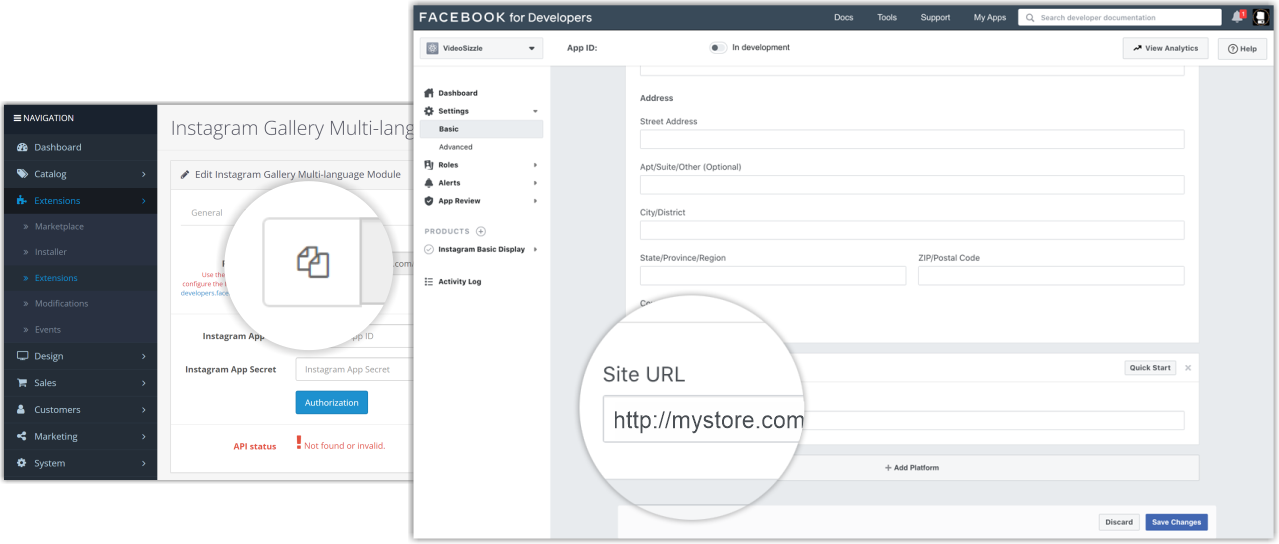 NAVIGATION
Dashboard
Catalog
Extensions
Marketplace
Installer
Extensions
Modifications
Events
Design
Sales
Customers
Marketing
System
Instagram Gallery Multi-lang
Edit Instagram Gallery Multi-language Module
General
Use the
configure the
developers.face
.com
Instagram App
pp ID
Instagram App Secret
Instagram App Secret
Authorization
API status
Not found or invalid.
FACEBOOK for Developers
Docs
Tools
Support
My Apps
Search developer documentation
1
VideoSizzle
App ID:
In development
View Analytics
Help
Dashboard
Settings
Basic
Advanced
Roles
Alerts
App Review
PRODUCTS
Instagram Basic Display
Activity Log
Address
Street Address
Apt/Suite/Other (Optional)
City/District
State/Province/Region
ZIP/Postal Code
Co
Quick Start
Site URL
http://mystore.com
+ Add Platform
Discard
Save Changes